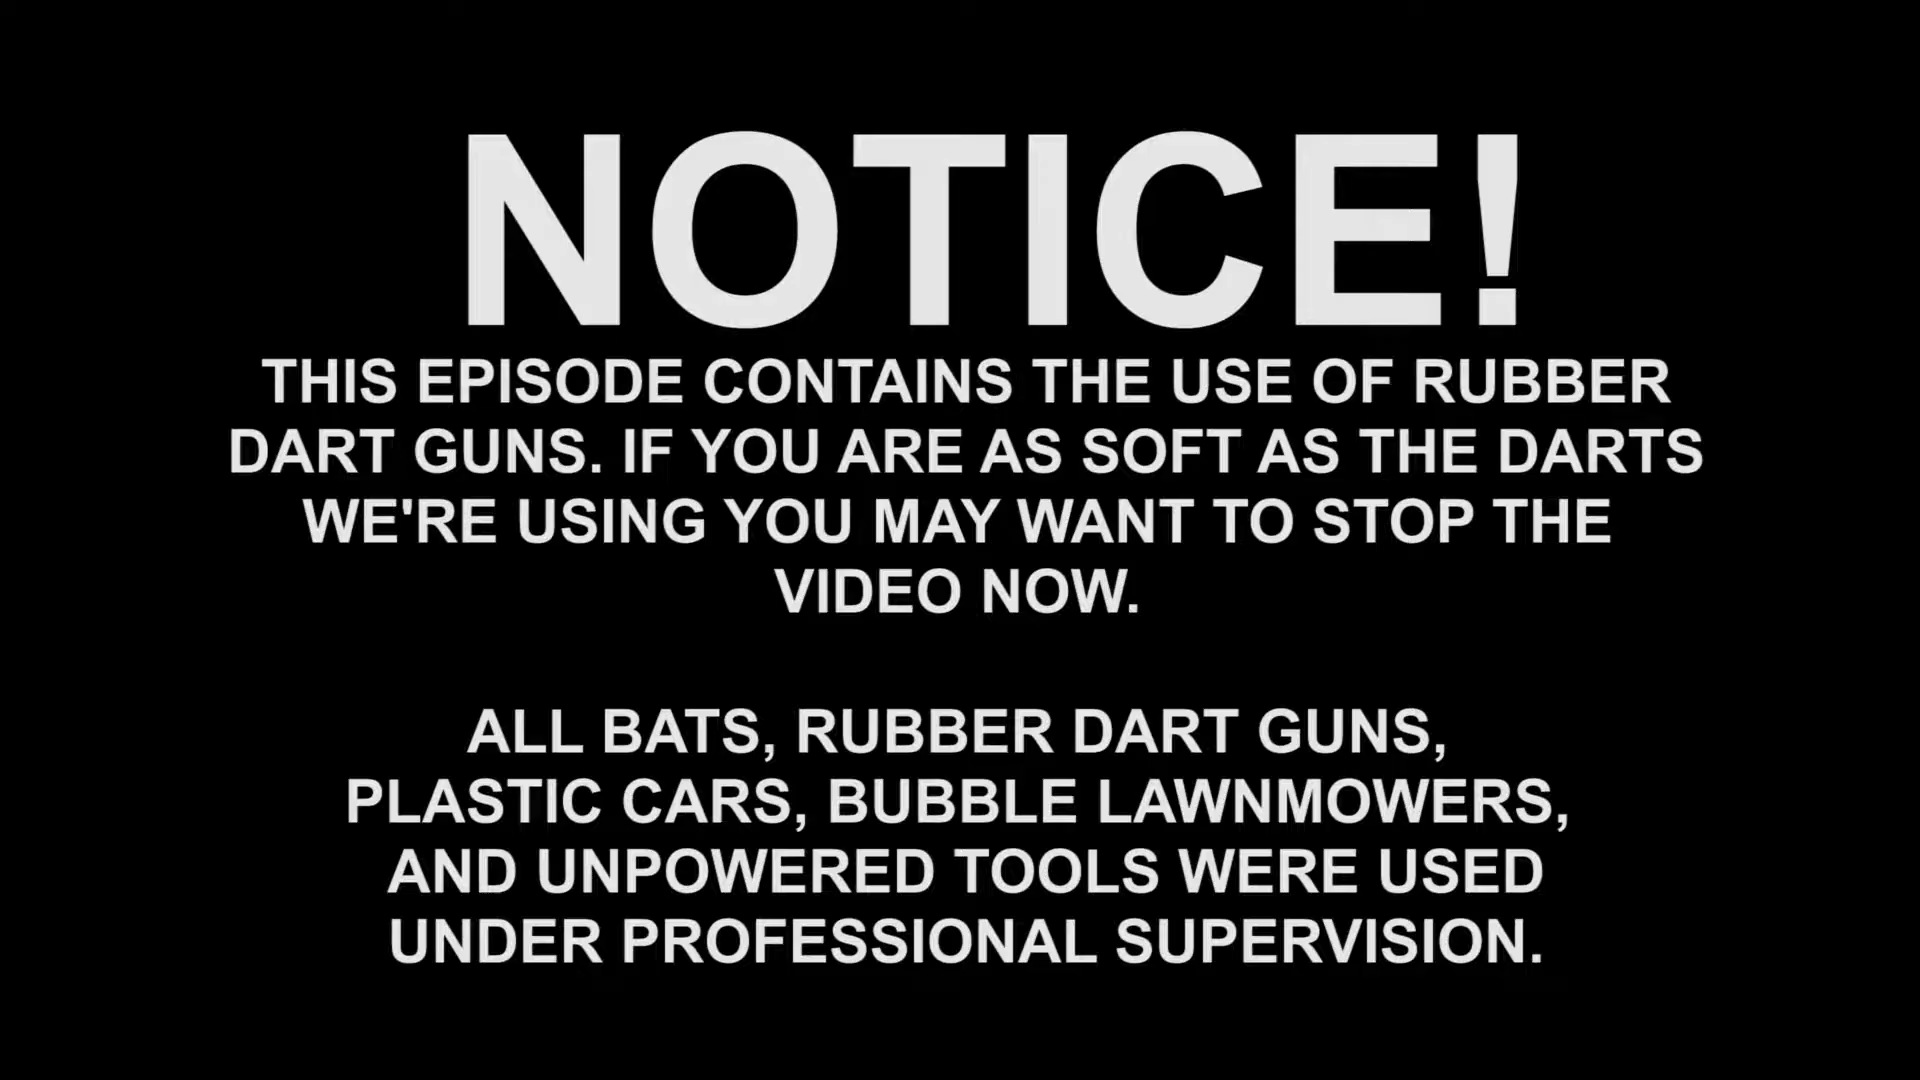 NOTICE!
THIS EPISODE CONTAINS THE USE OF RUBBER
DART GUNS. IF YOU ARE AS SOFT AS THE DARTS
WE'RE USING YOU MAY WANT TO STOP THE
VIDEO NOW.
ALL BATS, RUBBER DART GUNS,
PLASTIC CARS, BUBBLE LAWNMOWERS,
AND UNPOWERED TOOLS WERE USED
UNDER PROFESSIONAL SUPERVISION.